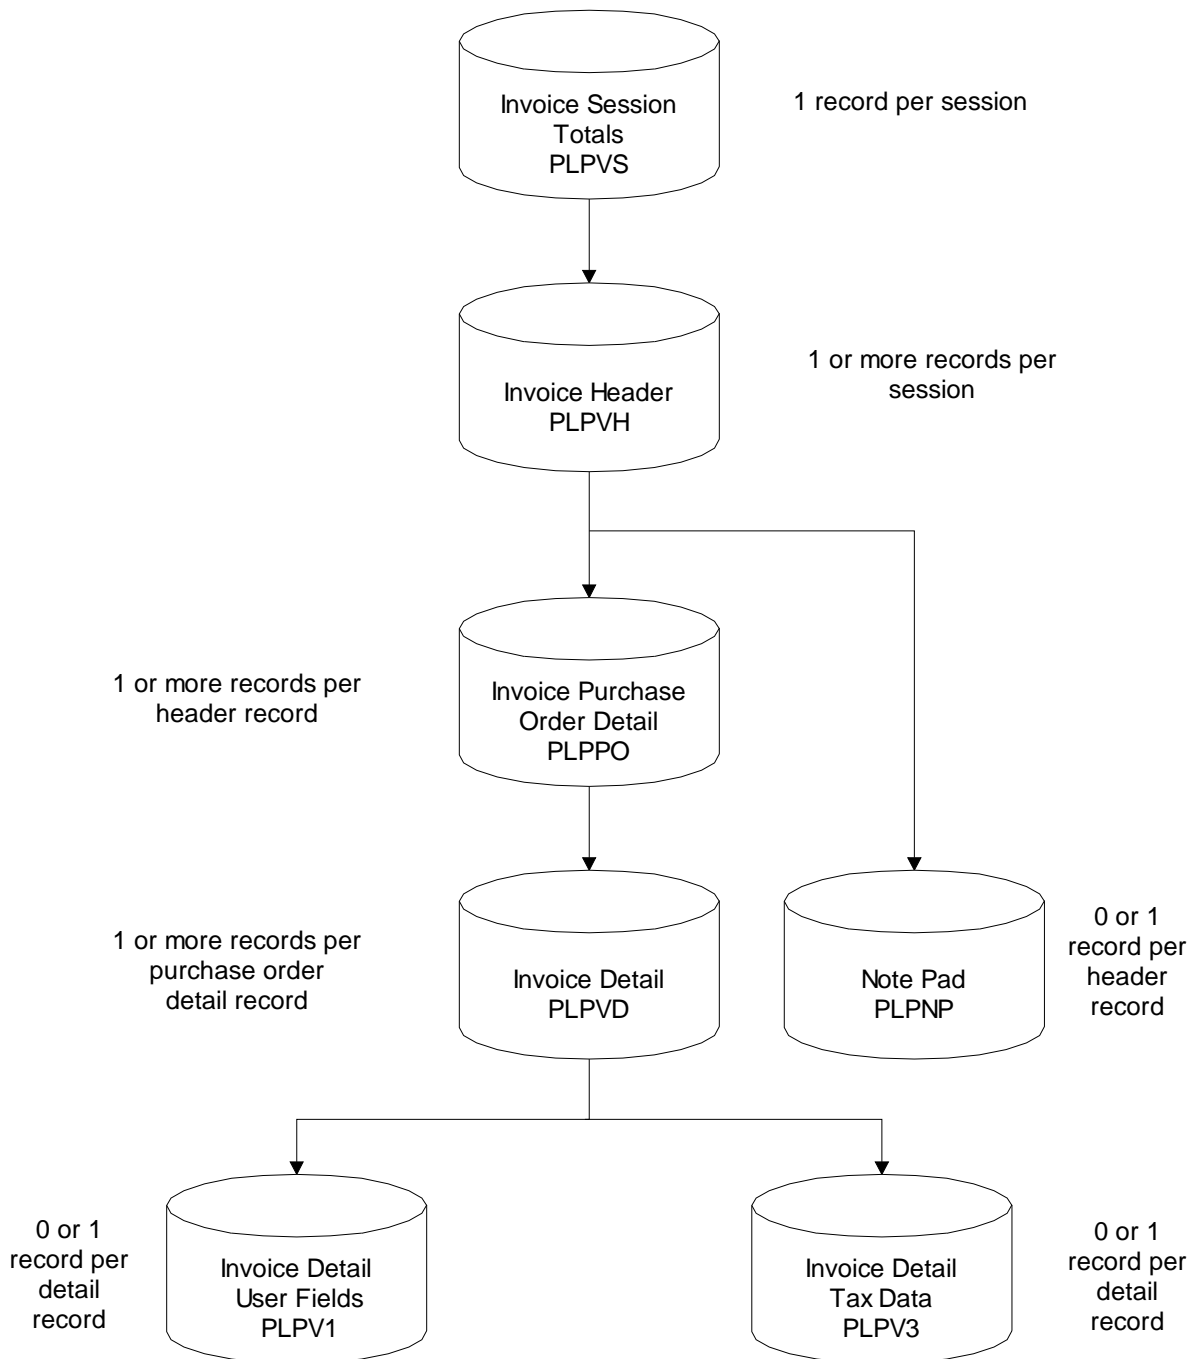 Invoice Session
Totals
PLPVS
1 record per session
Invoice Header
PLPVH
1 or more records per
session
1 or more records per
header record
Invoice Purchase
Order Detail
PLPPO
1 or more records per
purchase order
detail record
Invoice Detail
PLPVD
Note Pad
PLPNP
0 or 1
record per
header
record
0 or 1
record per
detail
record
Invoice Detail
User Fields
PLPV1
Invoice Detail
Tax Data
PLPV3
0 or 1
record per
detail
record